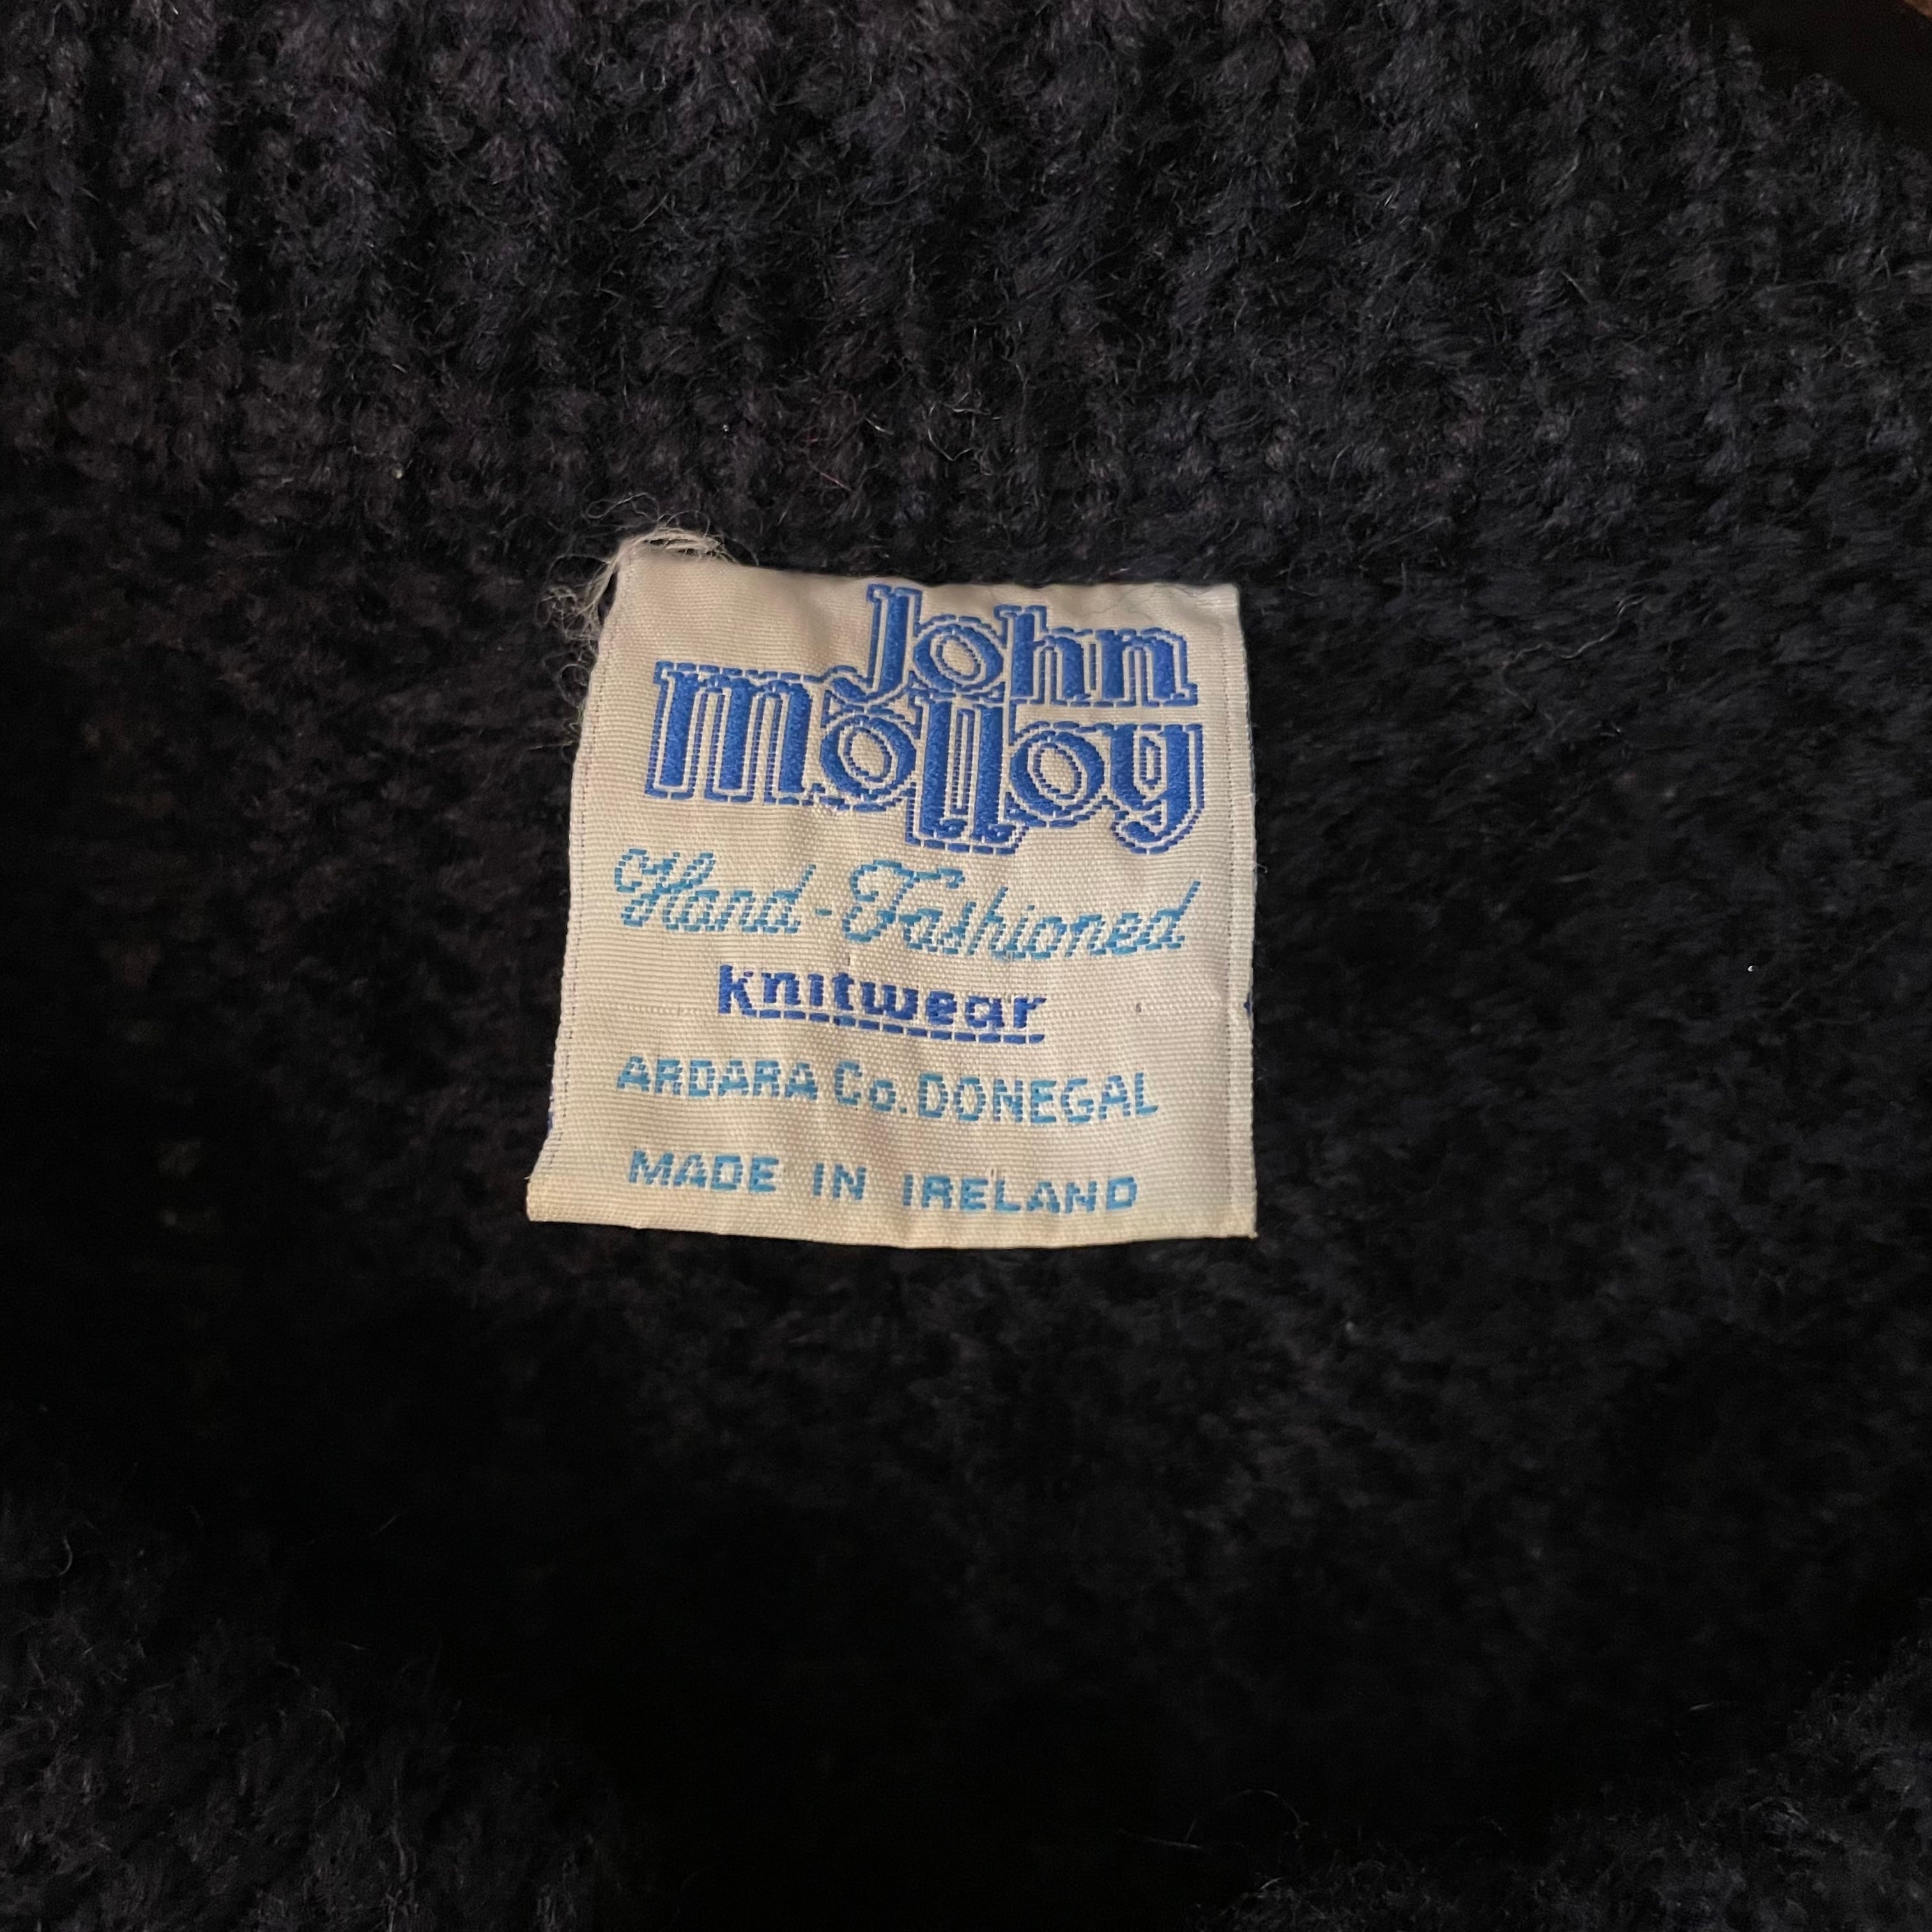 John
Molloy
Hand-Fashioned
knitwear
ARDARA Co. DONEGAL
MADE IN IRELAND